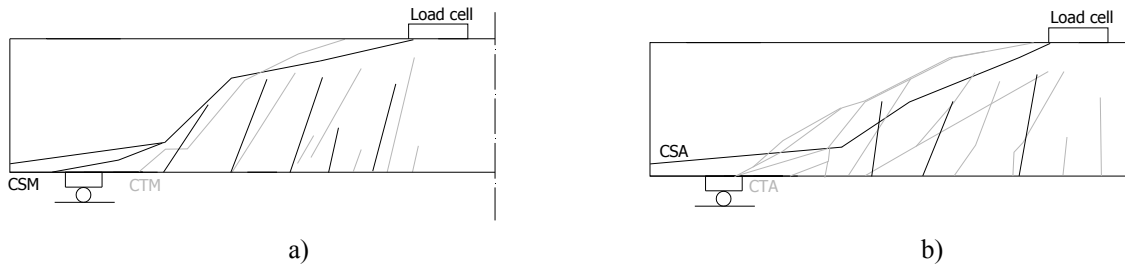 Load cell
CSM
CTM
a)
Load cell
CSA
CTA
b)